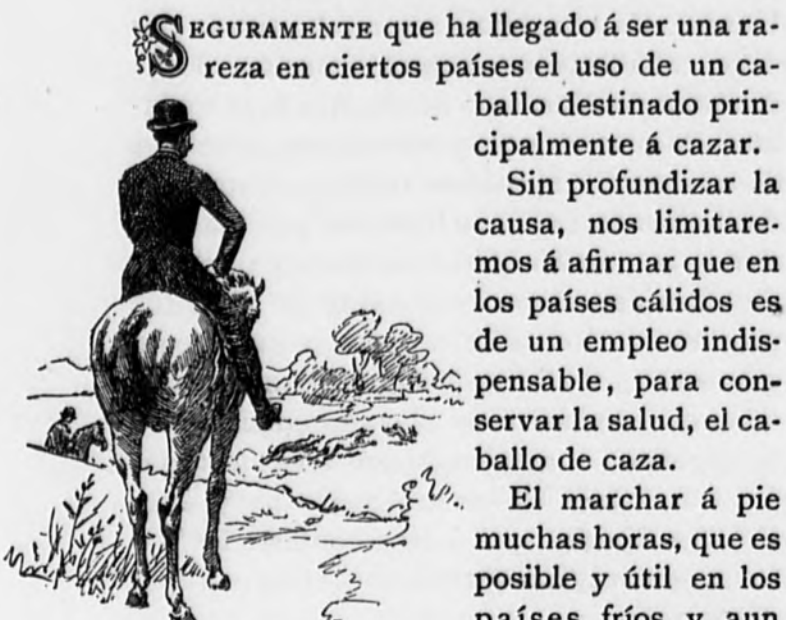 SEGURAMENTE que ha llegado á ser una ra-
reza en ciertos países el uso de un ca-
ballo destinado prin-
cipalmente á cazar.
Sin profundizar la
causa, nos limitare-
mos á afirmar que en
los países cálidos es
de un empleo indis-
pensable, para con-
servar la salud, el ca-
ballo de caza.
El marchar á pie
muchas horas, que es
posible y útil en los
países fríos y aun